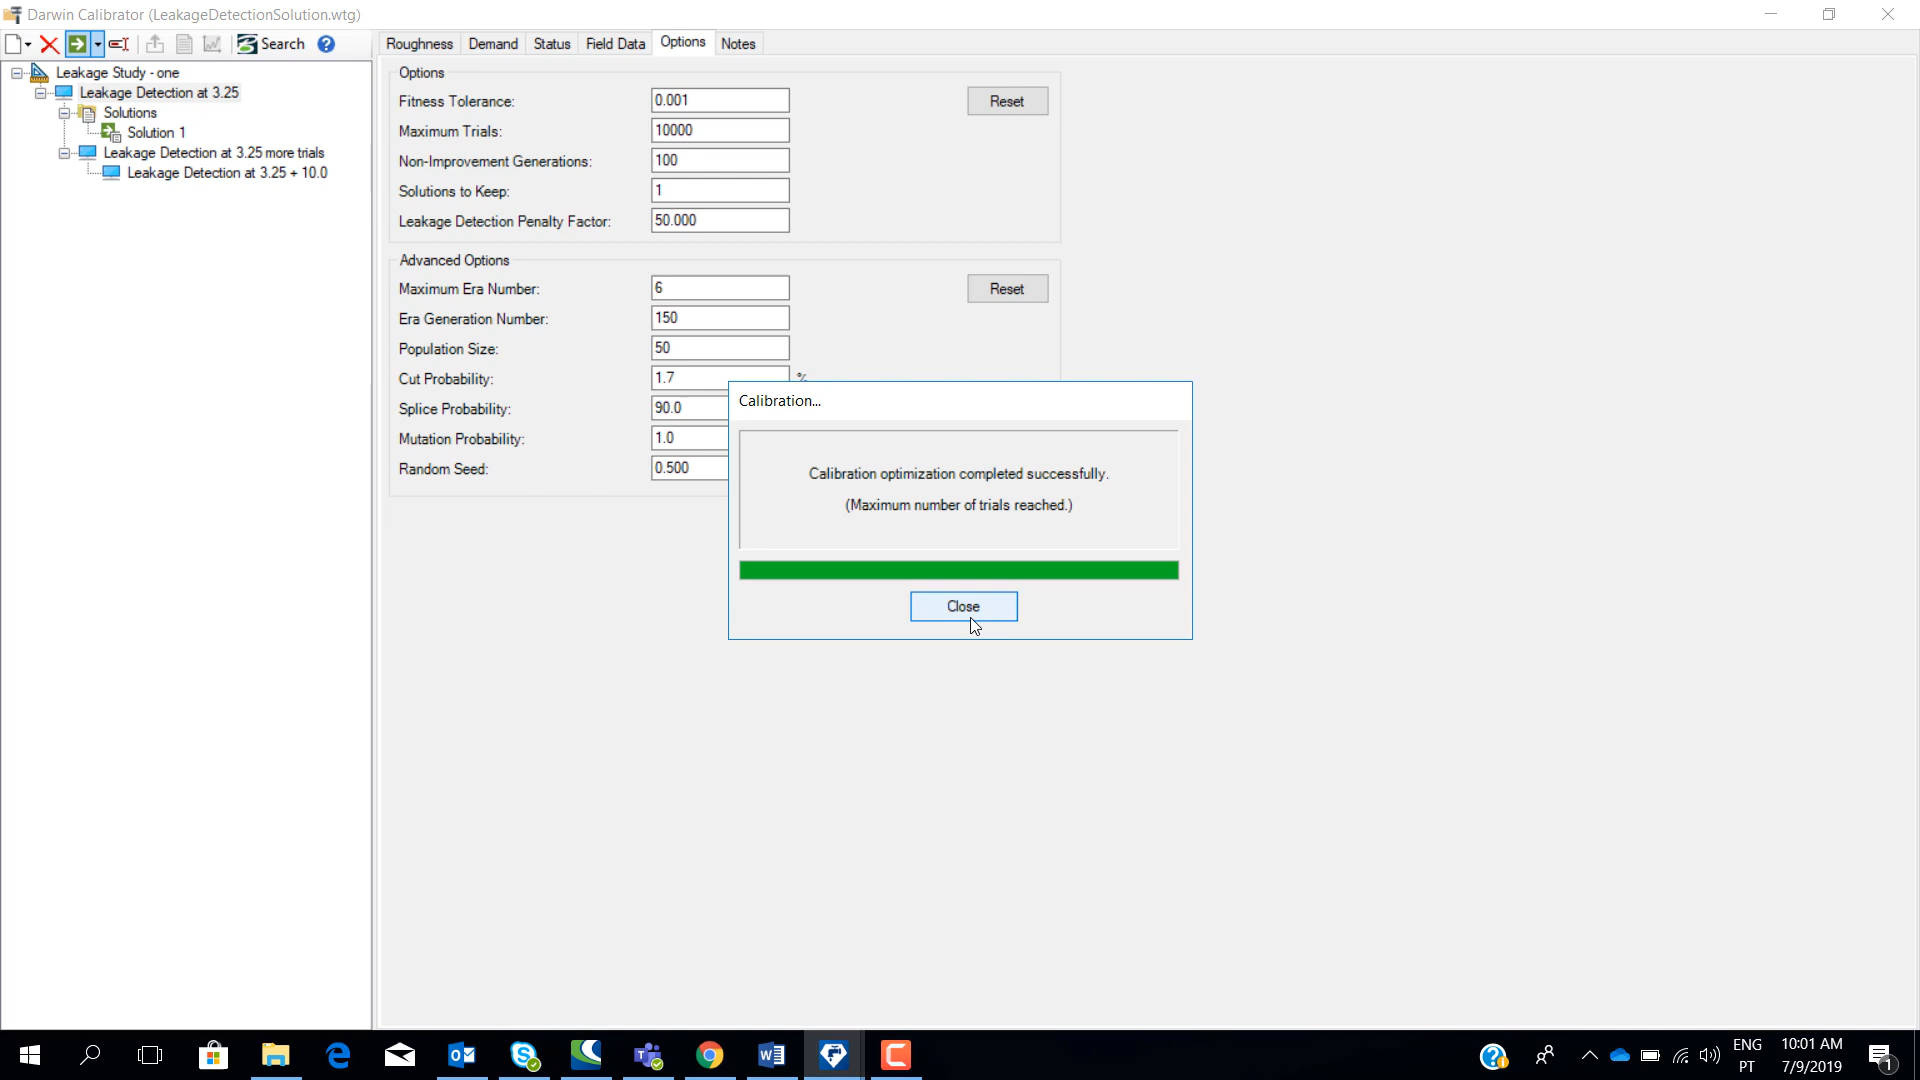 Darwin Calibrator (LeakageDetectionSolution.wtg)
Search
Roughness Demand Status Field Data Options Notes
Leakage Study - one
Leakage Detection at 3.25
Solutions
Solution 1
Leakage Detection at 3.25 more trials
Leakage Detection at 3.25 + 10.0
Options
Fitness Tolerance: 0.001 Reset
Maximum Trials: 10000
Non-Improvement Generations: 100
Solutions to Keep: 1
Leakage Detection Penalty Factor: 50.000
Advanced Options
Maximum Era Number: 6 Reset
Era Generation Number: 150
Population Size: 50
Cut Probability: 1.7 %
Splice Probability: 90.0
Mutation Probability: 1.0
Random Seed: 0.500
Calibration...
Calibration optimization completed successfully.
(Maximum number of trials reached.)
Close
ENG 10:01 AM
PT 7/9/2019 1